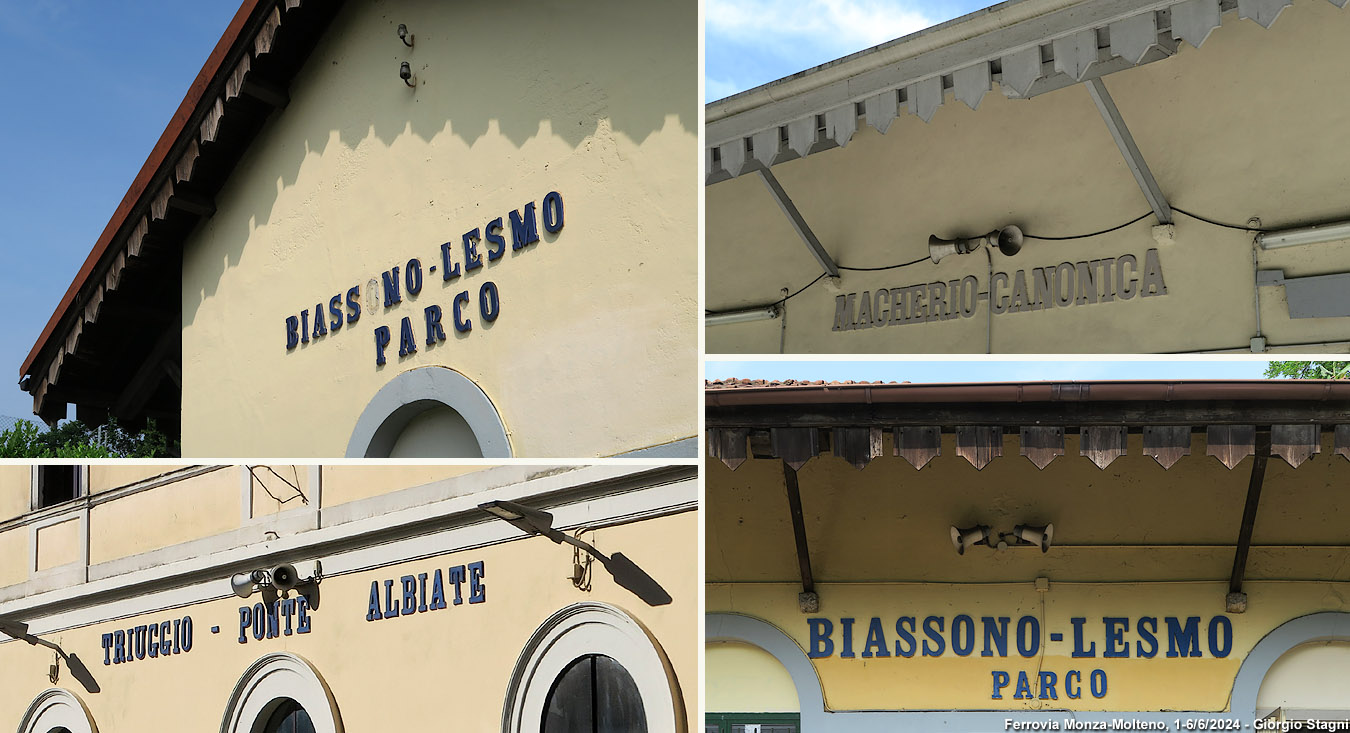 BIASSONO-LESMO
PARCO
MACHERIO-CANONICA
TRIUGGIO - PONTE ALBIATE
BIASSONO-LESMO
PARCO
Ferrovia Monza-Molteno, 1-6/6/2024 - Giorgio Stagni